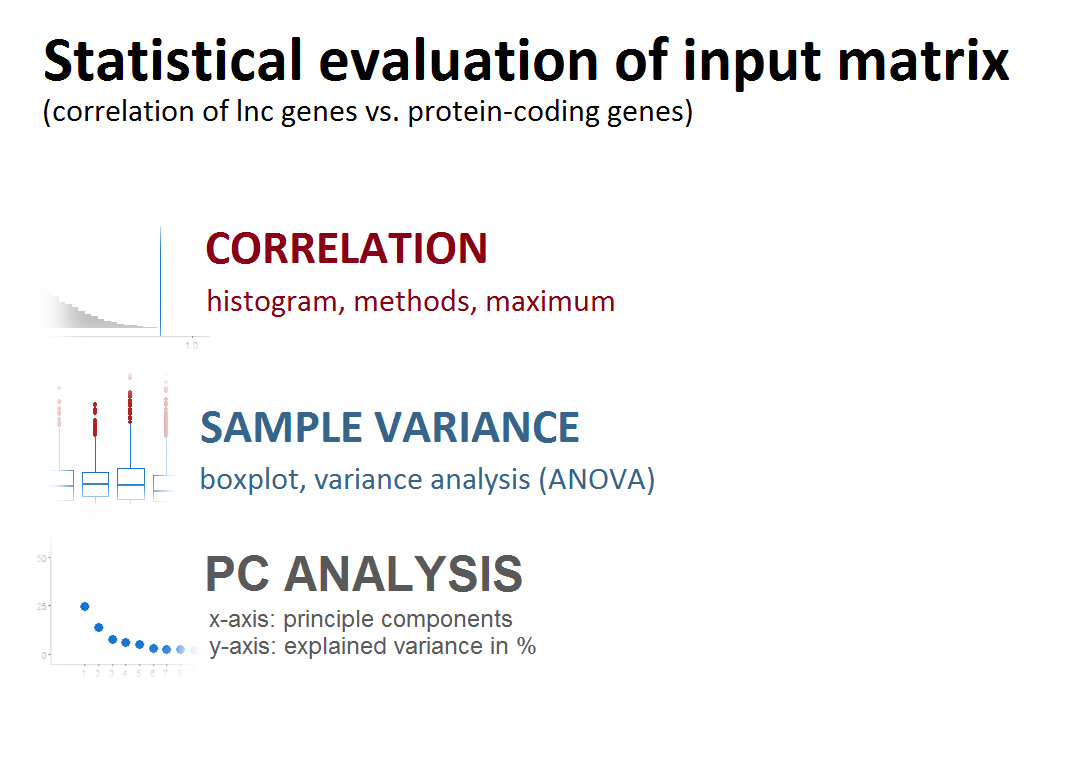 Statistical evaluation of input matrix
(correlation of lnc genes vs. protein-coding genes)
CORRELATION
histogram, methods, maximum
1.0
SAMPLE VARIANCE
boxplot, variance analysis (ANOVA)
PC ANALYSIS
x-axis: principle components
y-axis: explained variance in %
50
25
0
1 2 3 4 5 6 7 8